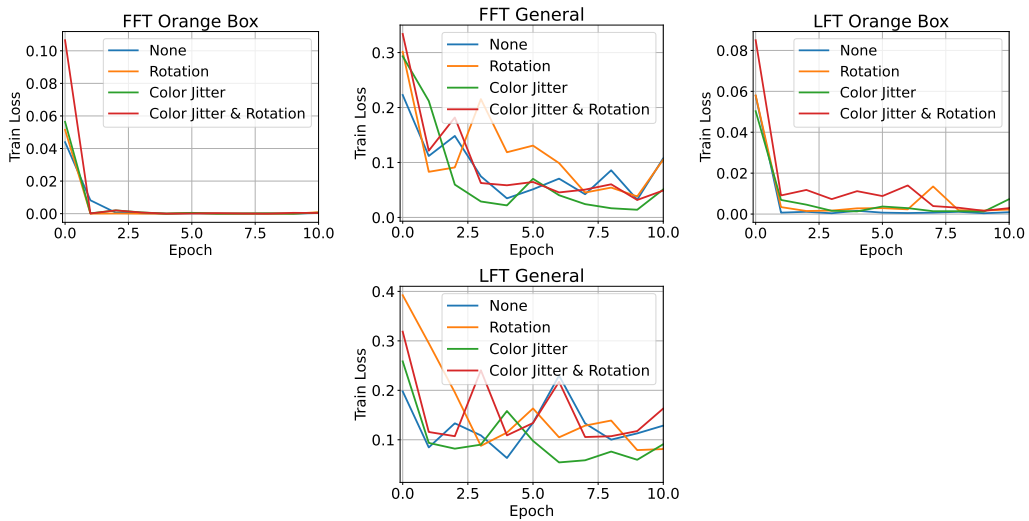 FFT Orange Box
Train Loss
0.10
0.08
0.06
0.04
0.02
0.00
None
Rotation
Color Jitter
Color Jitter & Rotation
0.0 2.5 5.0 7.5 10.0
Epoch
FFT General
Train Loss
0.3
0.2
0.1
0.0
None
Rotation
Color Jitter
Color Jitter & Rotation
0.0 2.5 5.0 7.5 10.0
Epoch
LFT Orange Box
Train Loss
0.08
0.06
0.04
0.02
0.00
None
Rotation
Color Jitter
Color Jitter & Rotation
0.0 2.5 5.0 7.5 10.0
Epoch
LFT General
Train Loss
0.4
0.3
0.2
0.1
None
Rotation
Color Jitter
Color Jitter & Rotation
0.0 2.5 5.0 7.5 10.0
Epoch